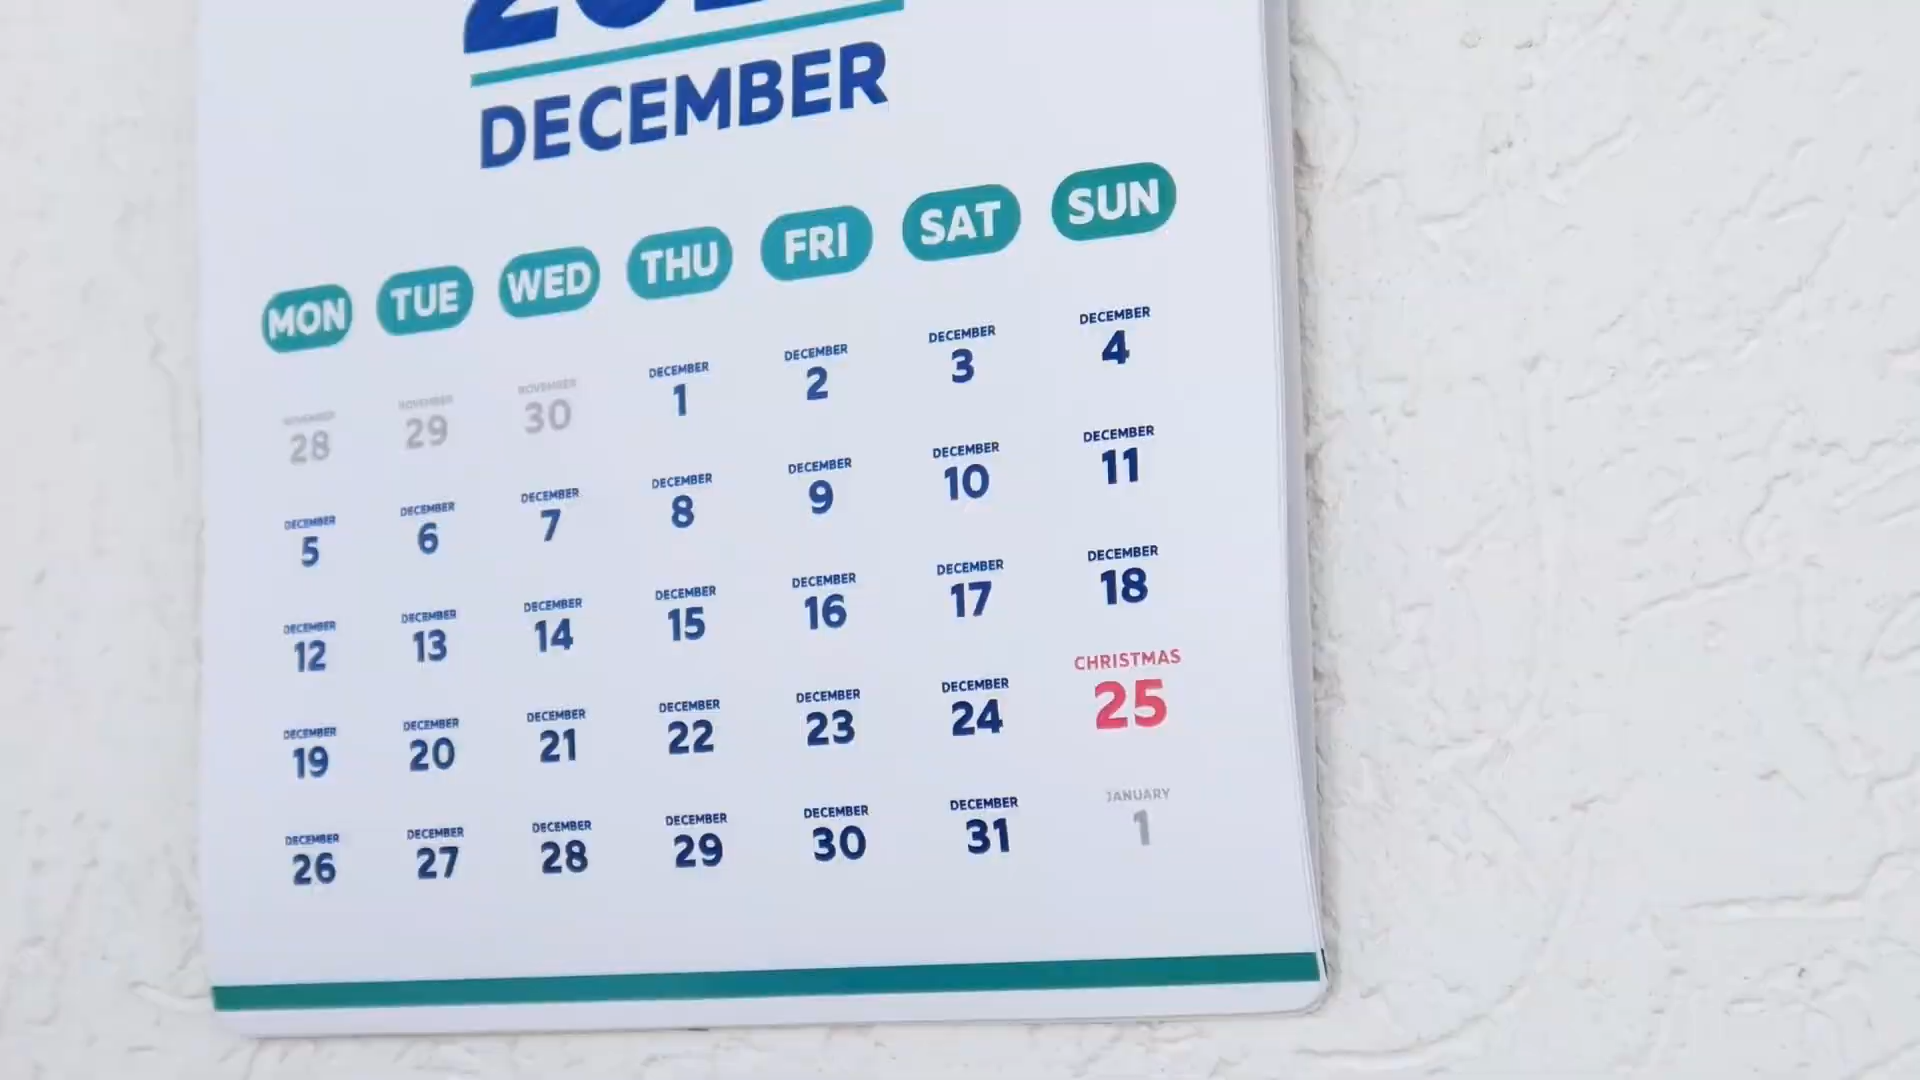 DECEMBER
MON TUE WED THU FRI SAT SUN
NOVEMBER NOVEMBER NOVEMBER DECEMBER DECEMBER DECEMBER DECEMBER
28 29 30 1 2 3 4
DECEMBER DECEMBER DECEMBER DECEMBER DECEMBER DECEMBER DECEMBER
5 6 7 8 9 10 11
DECEMBER DECEMBER DECEMBER DECEMBER DECEMBER DECEMBER DECEMBER
12 13 14 15 16 17 18
DECEMBER DECEMBER DECEMBER DECEMBER DECEMBER DECEMBER CHRISTMAS
19 20 21 22 23 24 25
DECEMBER DECEMBER DECEMBER DECEMBER DECEMBER DECEMBER JANUARY
26 27 28 29 30 31 1